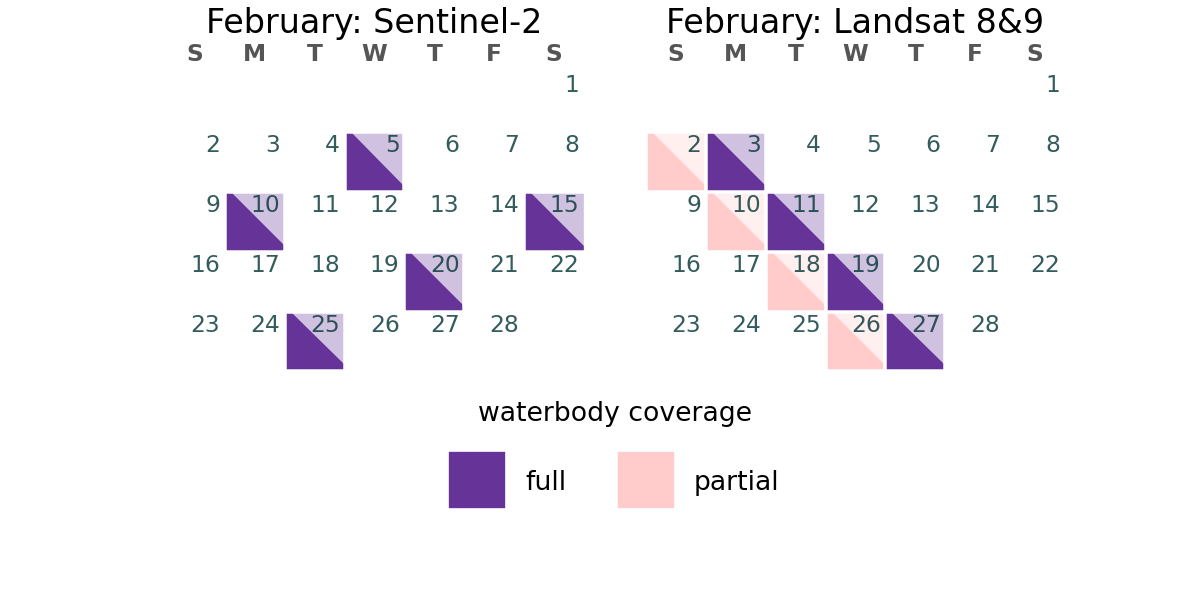 February: Sentinel-2
S M T W T F S
1
2 3 4 5 6 7 8
9 10 11 12 13 14 15
16 17 18 19 20 21 22
23 24 25 26 27 28
February: Landsat 8&9
S M T W T F S
1
2 3 4 5 6 7 8
9 10 11 12 13 14 15
16 17 18 19 20 21 22
23 24 25 26 27 28
waterbody coverage
full partial